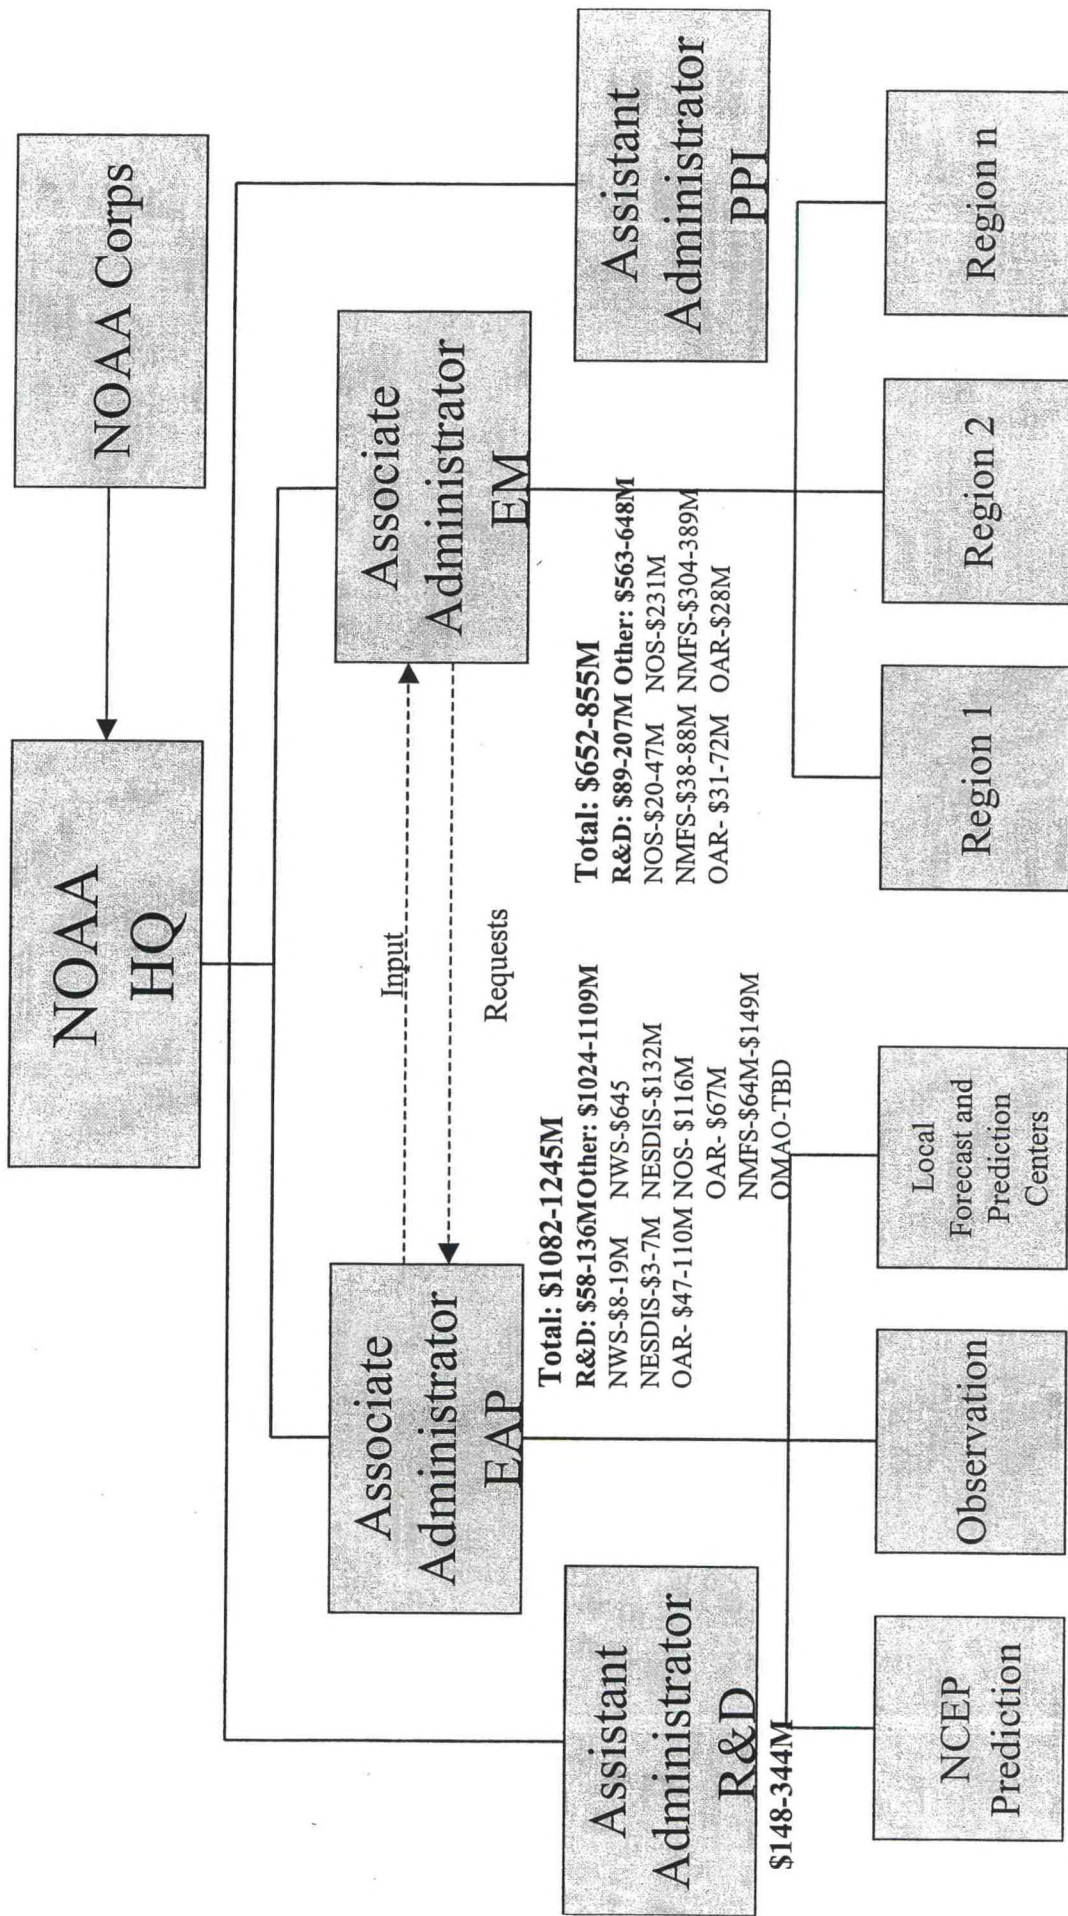 NOAA Corps
NOAA
HQ
Associate
Administrator
EAP
Input
Requests
Associate
Administrator
EM
Assistant
Administrator
R&D
$148-344M
Total: $1082-1245M
R&D: $58-136MOther: $1024-1109M
NWS-$8-19M NWS-$645
NESDIS-$3-7M NESDIS-$132M
OAR- $47-110M NOS- $116M
OAR- $67M
NMFS-$64M-$149M
OMAO-TBD
Total: $652-855M
R&D: $89-207M Other: $563-648M
NOS-$20-47M NOS-$231M
NMFS-$38-88M NMFS-$304-389M
OAR- $31-72M OAR-$28M
Assistant
Administrator
PPI
NCEP
Prediction
Observation
Local
Forecast and
Prediction
Centers
Region 1
Region 2
Region n